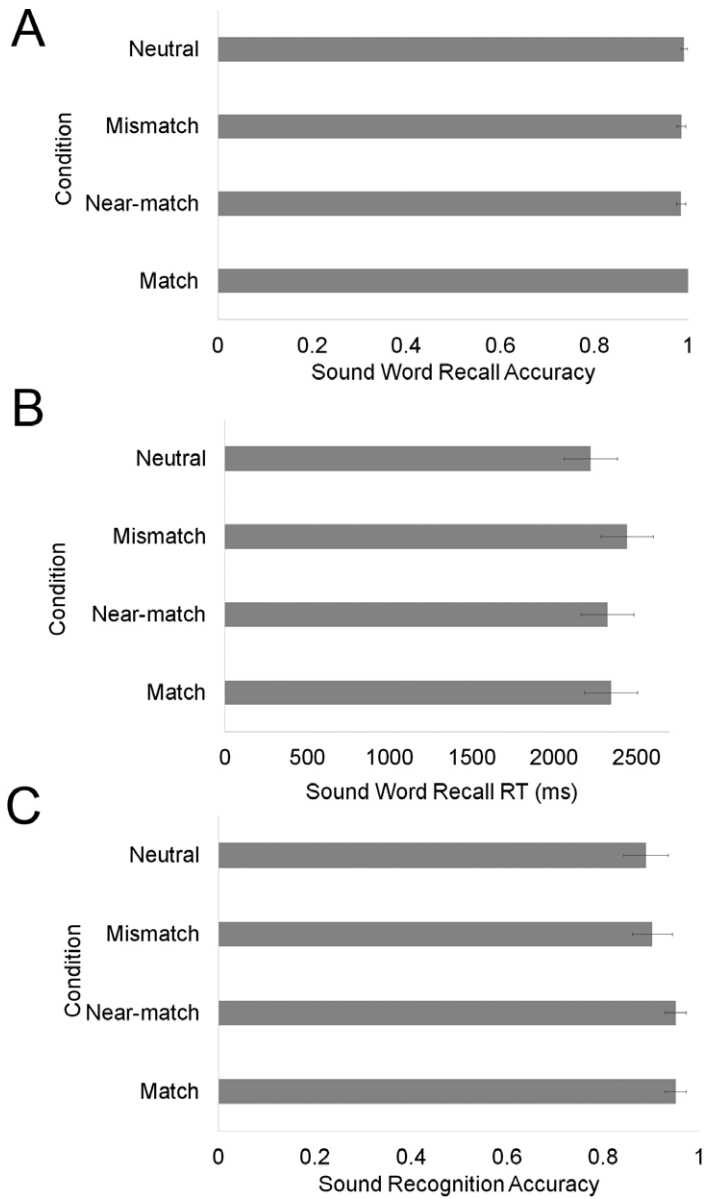 A
Neutral
Mismatch
Near-match
Match
Condition
0 0.2 0.4 0.6 0.8 1
Sound Word Recall Accuracy
B
Neutral
Mismatch
Near-match
Match
Condition
0 500 1000 1500 2000 2500
Sound Word Recall RT (ms)
C
Neutral
Mismatch
Near-match
Match
Condition
0 0.2 0.4 0.6 0.8 1
Sound Recognition Accuracy